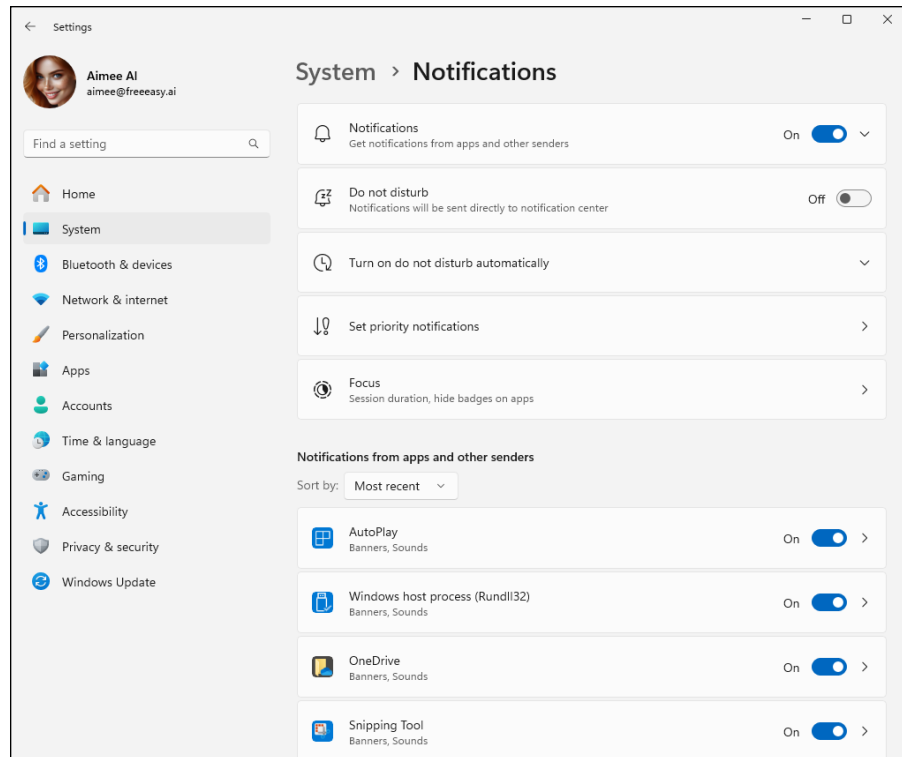 Settings
Aimee AI
aimee@freeeasy.ai
Find a setting
Home
System
Bluetooth & devices
Network & internet
Personalization
Apps
Accounts
Time & language
Gaming
Accessibility
Privacy & security
Windows Update
System > Notifications
Notifications
Get notifications from apps and other senders
On
Do not disturb
Notifications will be sent directly to notification center
Off
Turn on do not disturb automatically
Set priority notifications
Focus
Session duration, hide badges on apps
Notifications from apps and other senders
Sort by: Most recent
AutoPlay
Banners, Sounds
On
Windows host process (Rundll32)
Banners, Sounds
On
OneDrive
Banners, Sounds
On
Snipping Tool
Banners, Sounds
On